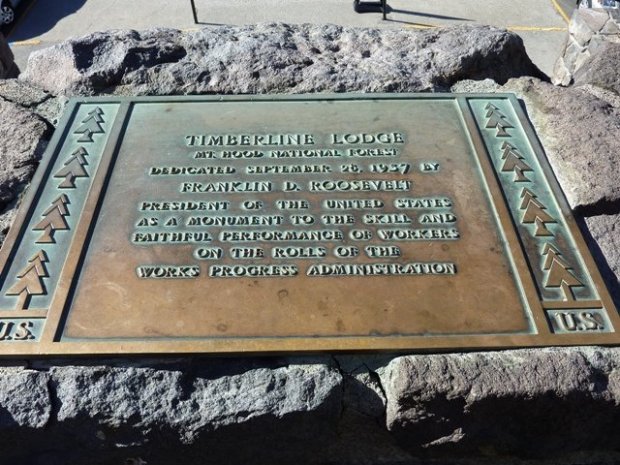 TIMBERLINE LODGE
MT. HOOD NATIONAL FOREST
DEDICATED SEPTEMBER 28, 1937 BY
FRANKLIN D. ROOSEVELT
PRESIDENT OF THE UNITED STATES
AS A MONUMENT TO THE SKILL AND
FAITHFUL PERFORMANCE OF WORKERS
ON THE ROLLS OF THE
WORKS PROGRESS ADMINISTRATION
U.S.
U.S.